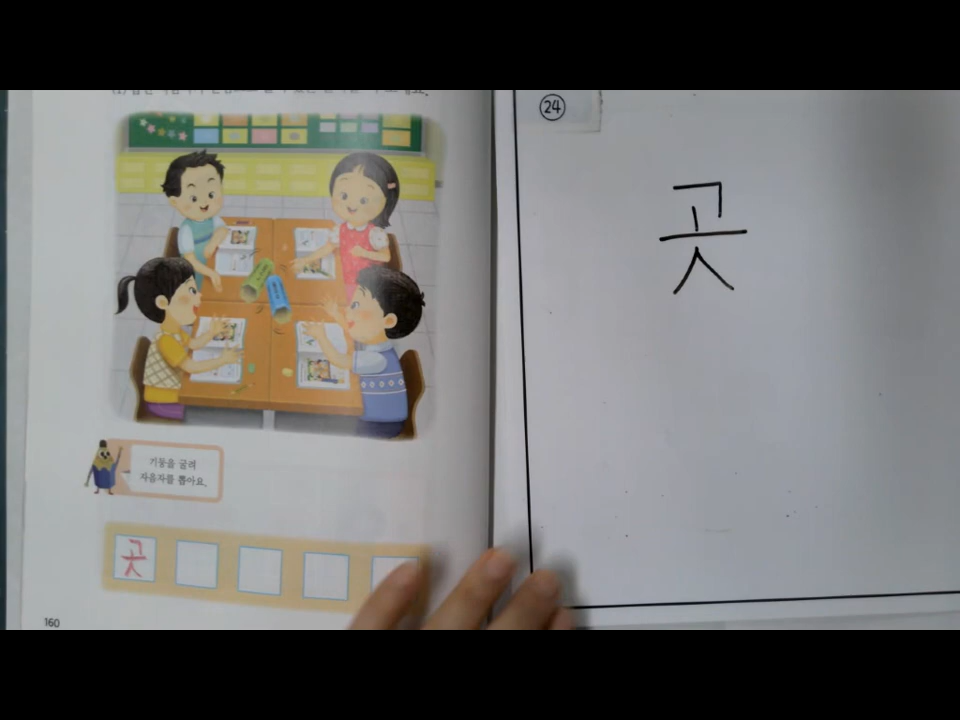 기둥을 굴려
자음자를 뽑아요.
곳
160
24
곳